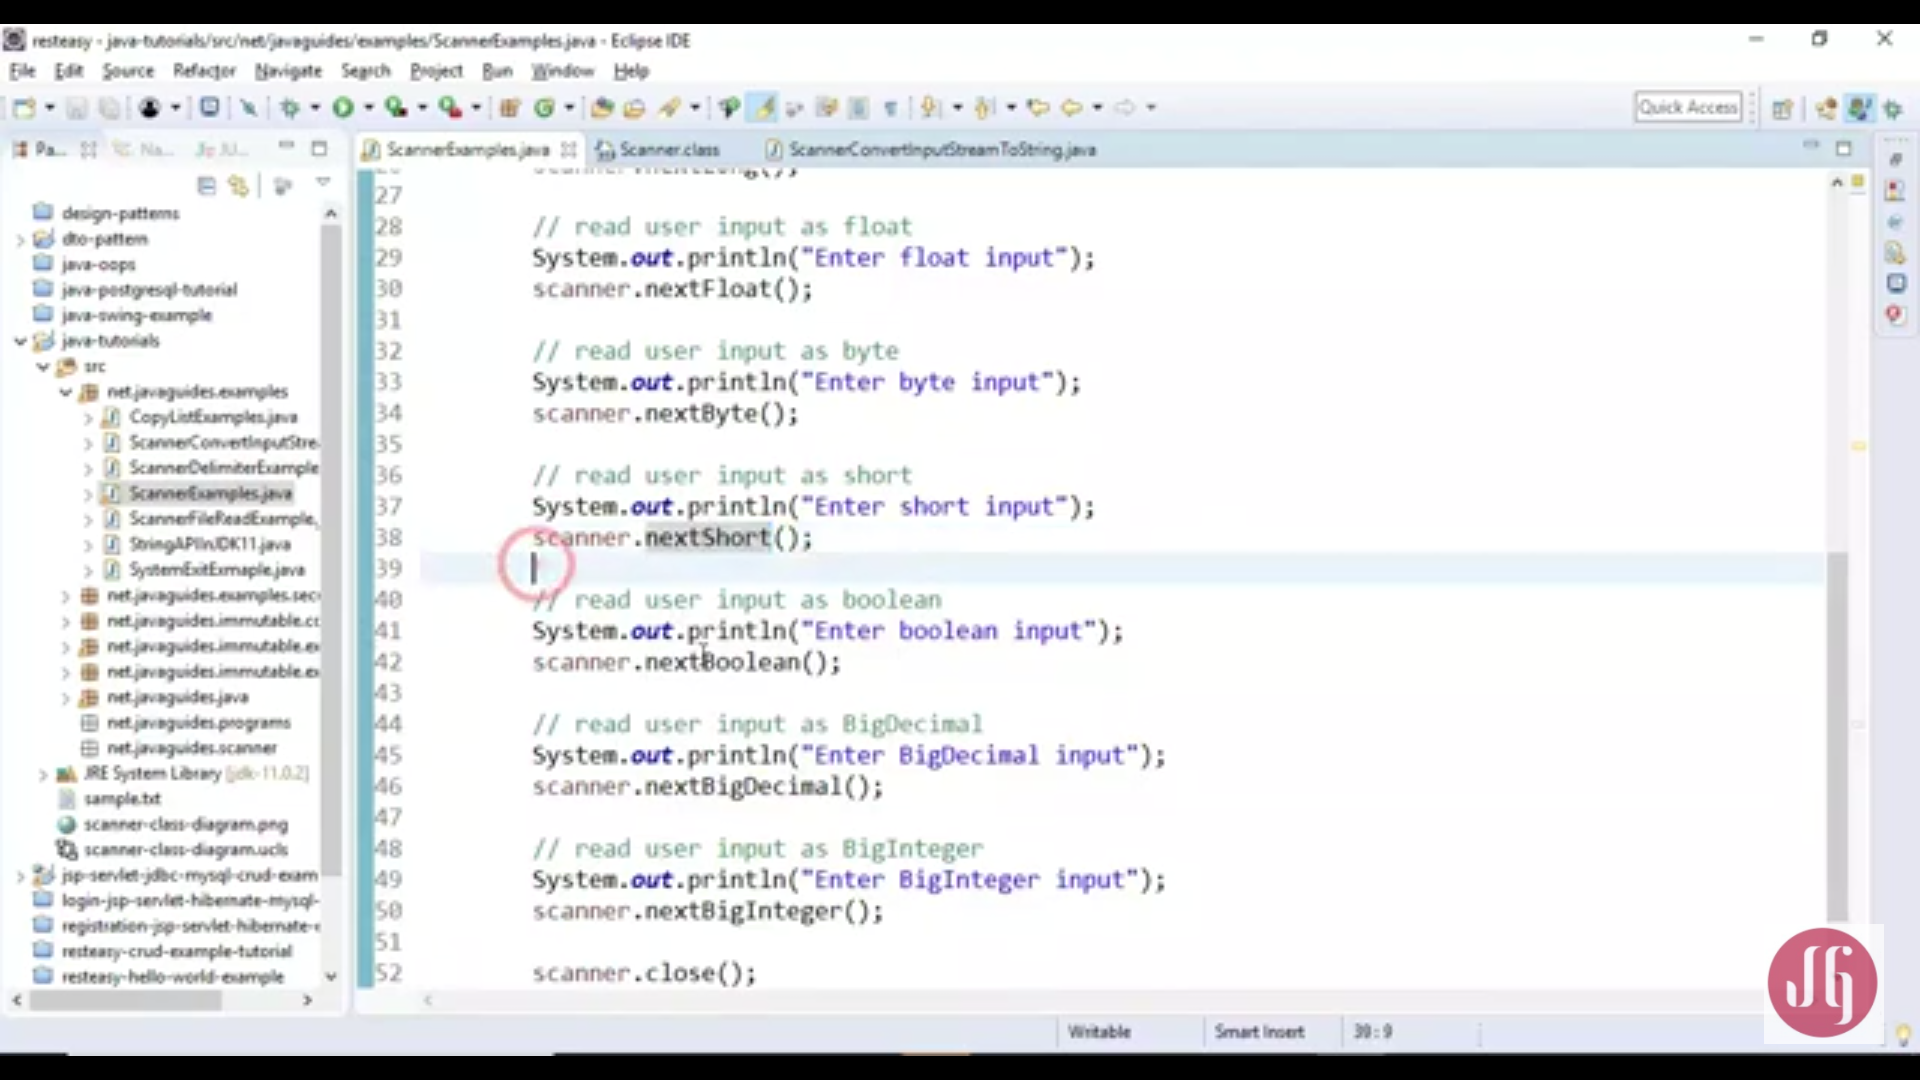 resteasy - java-tutorials/src/net/javaguides/examples/ScannerExamples.java - Eclipse IDE
File Edit Source Refactor Navigate Search Project Run Window Help
Quick Access
Pa... Na... JU...
ScannerExamples.java Scanner.class ScannerConvertInputStreamToString.java
design-patterns
dto-pattern
java-oops
java-postgresql-tutorial
java-swing-example
java-tutorials
src
net.javaguides.examples
CopyListExamples.java
ScannerConvertInputStre
ScannerDelimiterExample
ScannerExamples.java
ScannerFileReadExample.
StringAPIinJDK11.java
SystemExitExmaple.java
net.javaguides.examples.sec
net.javaguides.immutable.cc
net.javaguides.immutable.ex
net.javaguides.immutable.ex
net.javaguides.java
net.javaguides.programs
net.javaguides.scanner
JRE System Library [jdk-11.0.2]
sample.txt
scanner-class-diagram.png
scanner-class-diagram.ucls
jsp-servlet-jdbc-mysql-crud-exam
login-jsp-servlet-hibernate-mysql-
registration-jsp-servlet-hibernate-
resteasy-crud-example-tutorial
resteasy-hello-world-example
27
28 // read user input as float
29 System.out.println("Enter float input");
30 scanner.nextFloat();
31
32 // read user input as byte
33 System.out.println("Enter byte input");
34 scanner.nextByte();
35
36 // read user input as short
37 System.out.println("Enter short input");
38 scanner.nextShort();
39
40 // read user input as boolean
41 System.out.println("Enter boolean input");
42 scanner.nextBoolean();
43
44 // read user input as BigDecimal
45 System.out.println("Enter BigDecimal input");
46 scanner.nextBigDecimal();
47
48 // read user input as BigInteger
49 System.out.println("Enter BigInteger input");
50 scanner.nextBigInteger();
51
52 scanner.close();
Writable Smart Insert 39 : 9
JG